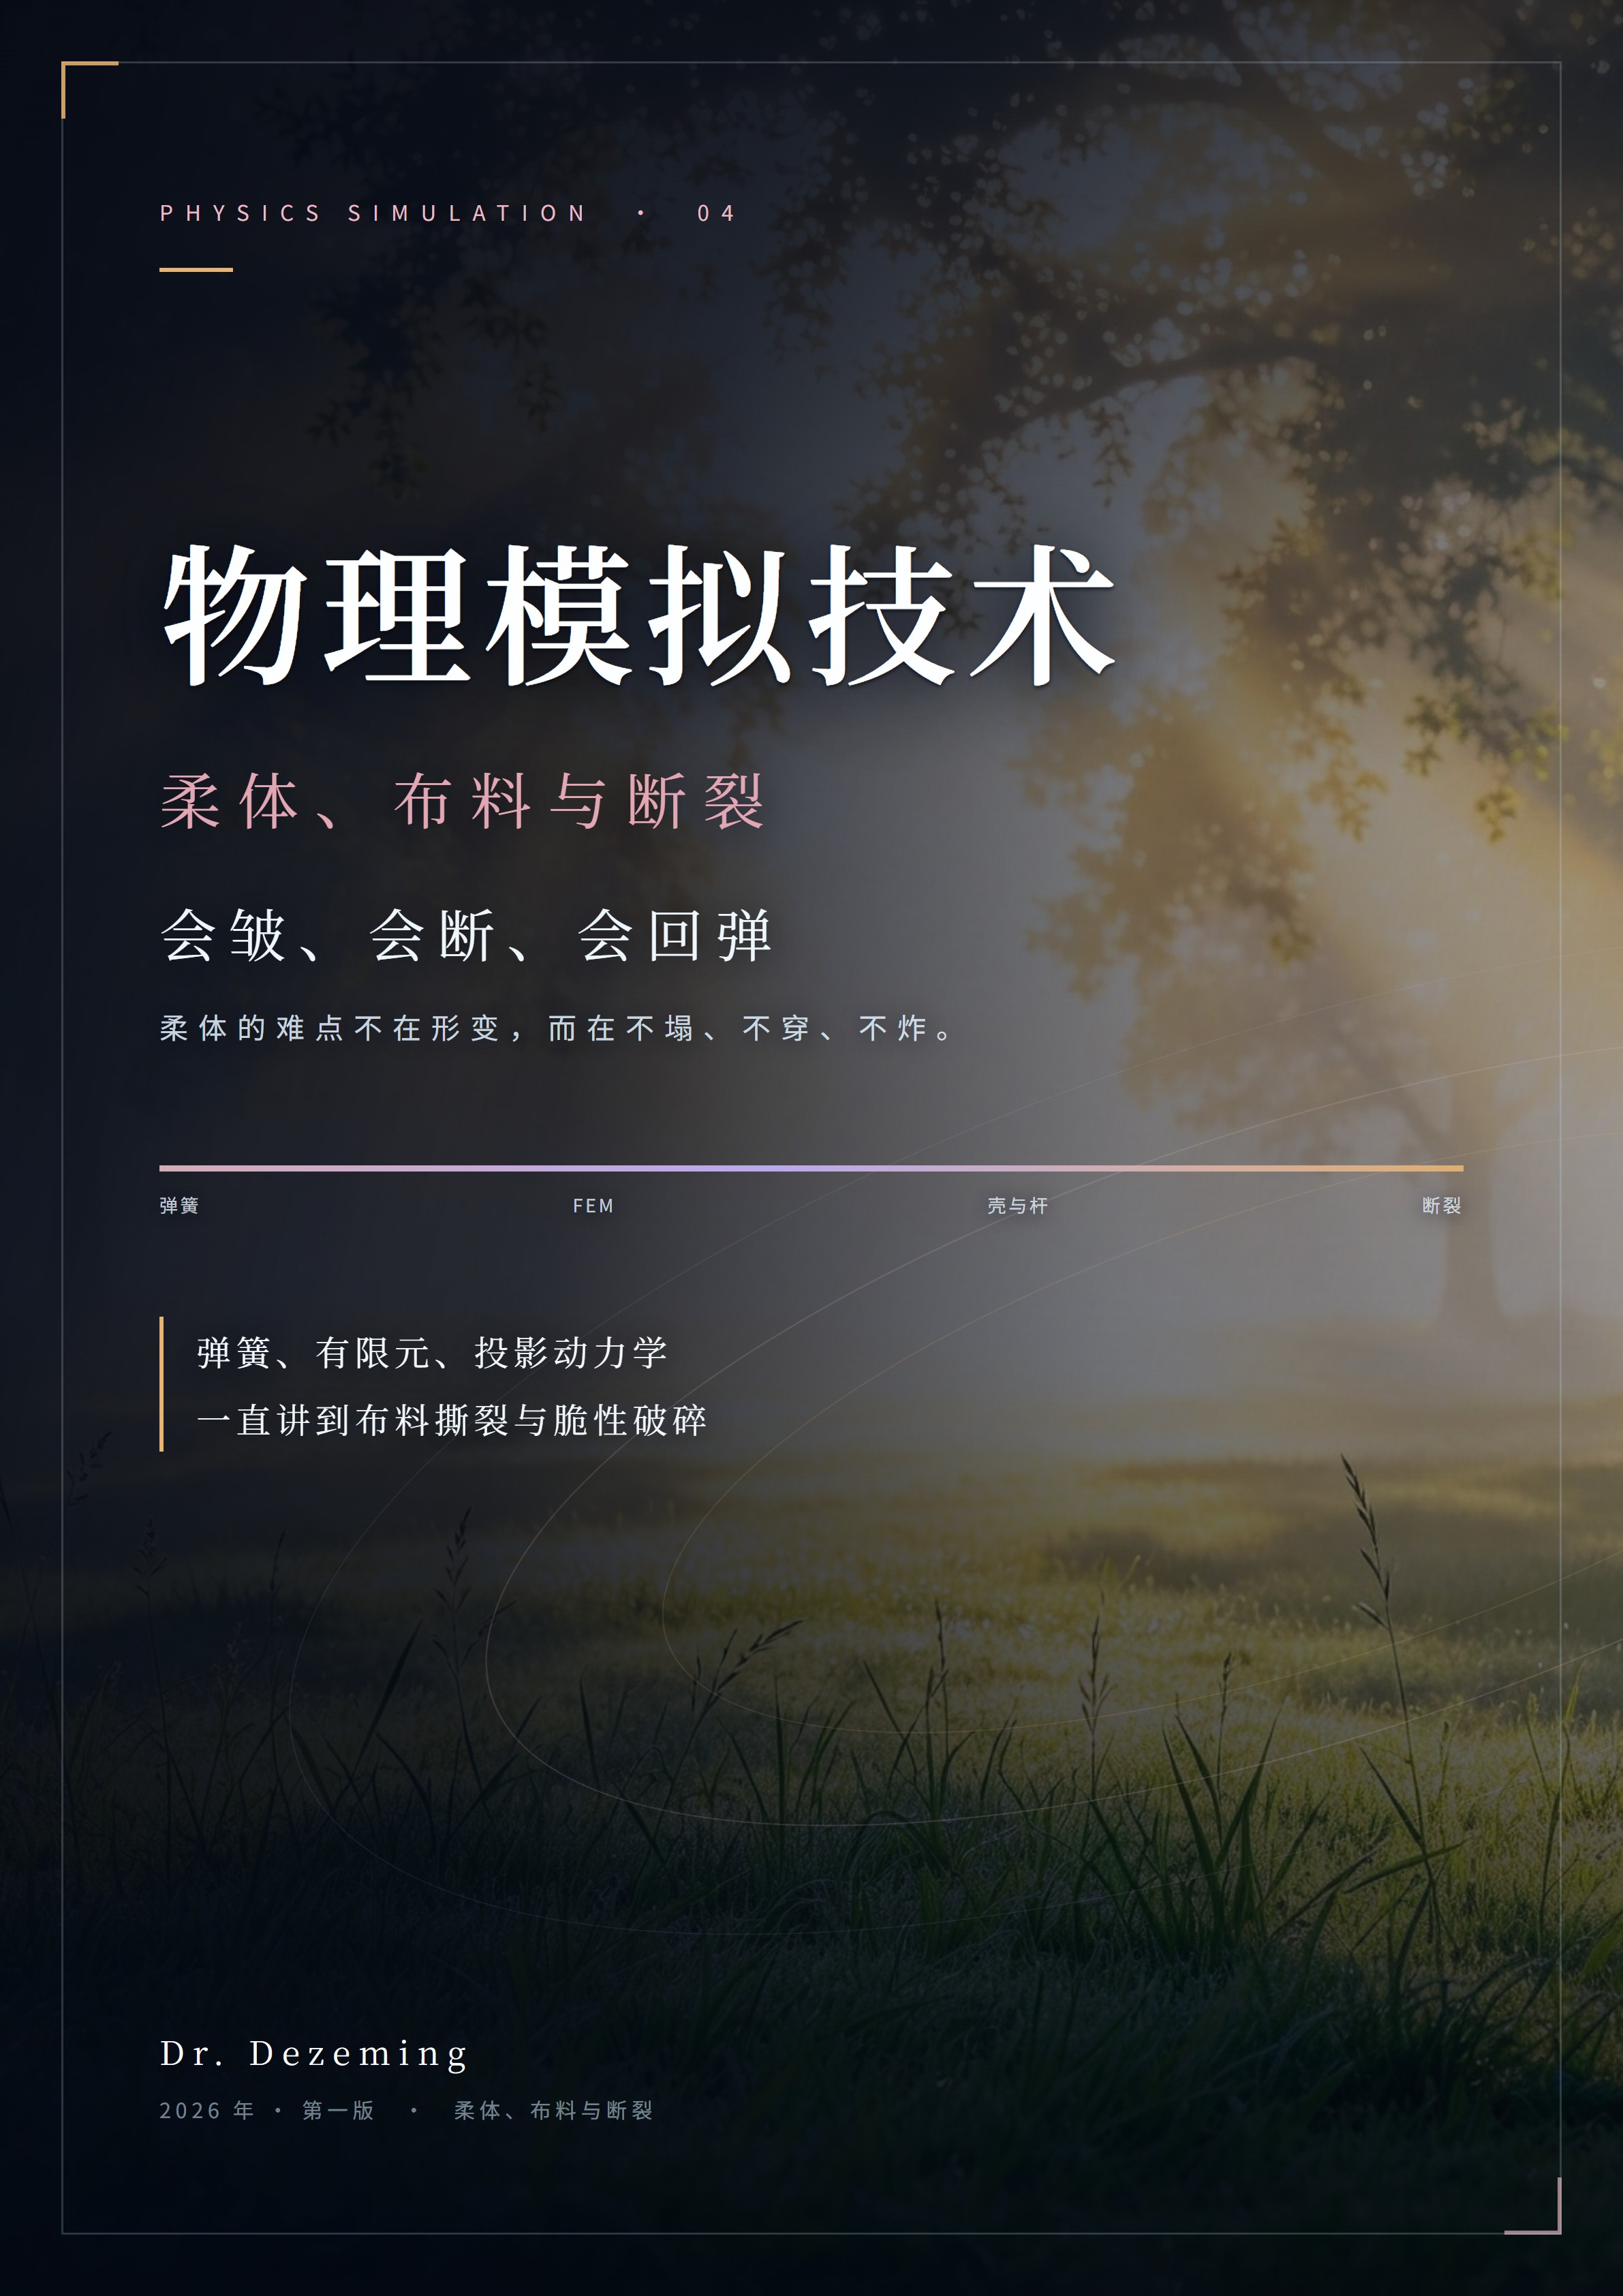 PHYSICS SIMULATION · 04
物理模拟技术
柔体、布料与断裂
会皱、会断、会回弹
柔体的难点不在形变，而在不塌、不穿、不炸。
弹簧 FEM 壳与杆 断裂
弹簧、有限元、投影动力学
一直讲到布料撕裂与脆性破碎
Dr. Dezeming
2026 年 · 第一版 · 柔体、布料与断裂